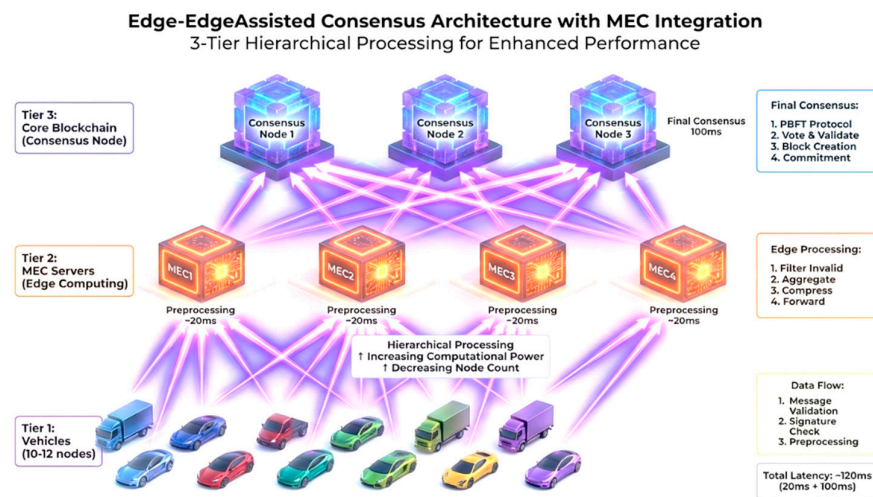 Edge-EdgeAssisted Consensus Architecture with MEC Integration
3-Tier Hierarchical Processing for Enhanced Performance
Tier 3:
Core Blockchain
(Consensus Node)
Consensus
Node 1
Consensus
Node 2
Consensus
Node 3
Final Consensus
100ms
Final Consensus:
1. PBFT Protocol
2. Vote & Validate
3. Block Creation
4. Commitment
Tier 2:
MEC Servers
(Edge Computing)
MEC1
MEC2
MEC3
MEC4
Preprocessing
~20ms
Preprocessing
~20ms
Preprocessing
~20ms
Preprocessing
~20ms
Edge Processing:
1. Filter Invalid
2. Aggregate
3. Compress
4. Forward
Hierarchical Processing
↑ Increasing Computational Power
↑ Decreasing Node Count
Tier 1:
Vehicles
(10-12 nodes)
Data Flow:
1. Message
Validation
2. Signature
Check
3. Preprocessing
Total Latency: ~120ms
(20ms + 100ms)